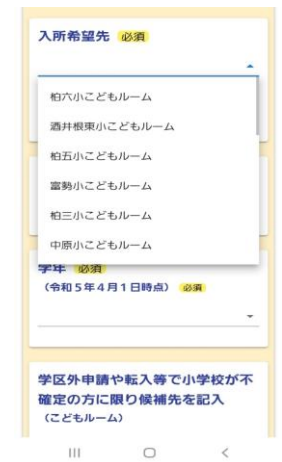 入所希望先 必須
柏六小こどもルーム
酒井根東小こどもルーム
柏五小こどもルーム
富勢小こどもルーム
柏三小こどもルーム
中原小こどもルーム
学年 必須
（令和５年４月１日時点） 必須
学区外申請や転入等で小学校が不
確定の方に限り候補先を記入
（こどもルーム）